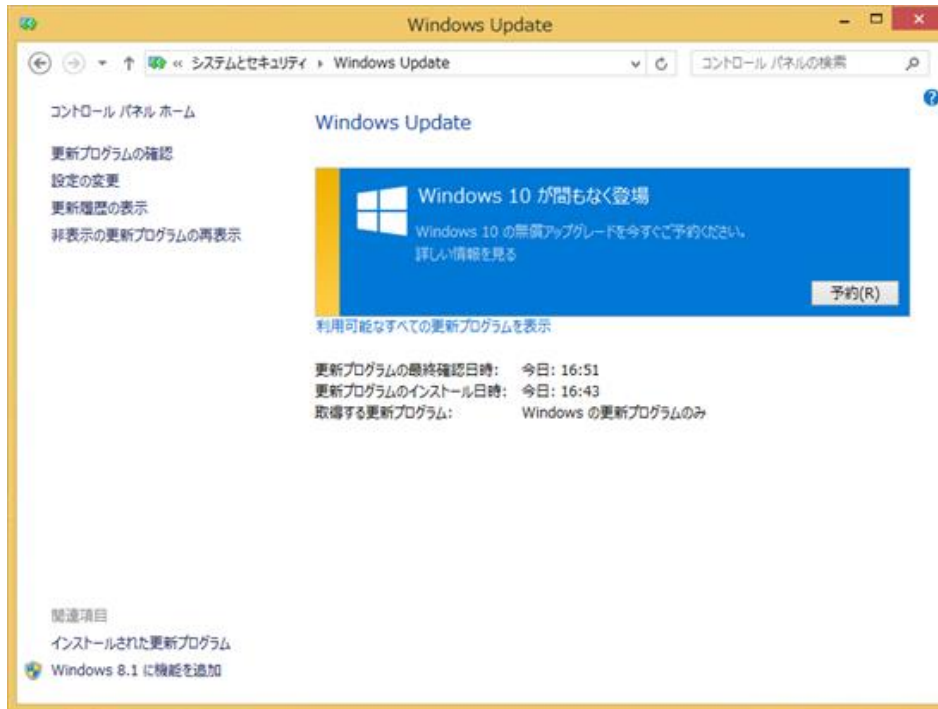 Windows Update
« システムとセキュリティ ▸ Windows Update
コントロール パネルの検索
コントロール パネル ホーム
更新プログラムの確認
設定の変更
更新履歴の表示
非表示の更新プログラムの再表示
Windows Update
Windows 10 が間もなく登場
Windows 10 の無償アップグレードを今すぐご予約ください。
詳しい情報を見る
予約(R)
利用可能なすべての更新プログラムを表示
更新プログラムの最終確認日時: 今日: 16:51
更新プログラムのインストール日時: 今日: 16:43
取得する更新プログラム: Windows の更新プログラムのみ
関連項目
インストールされた更新プログラム
Windows 8.1 に機能を追加